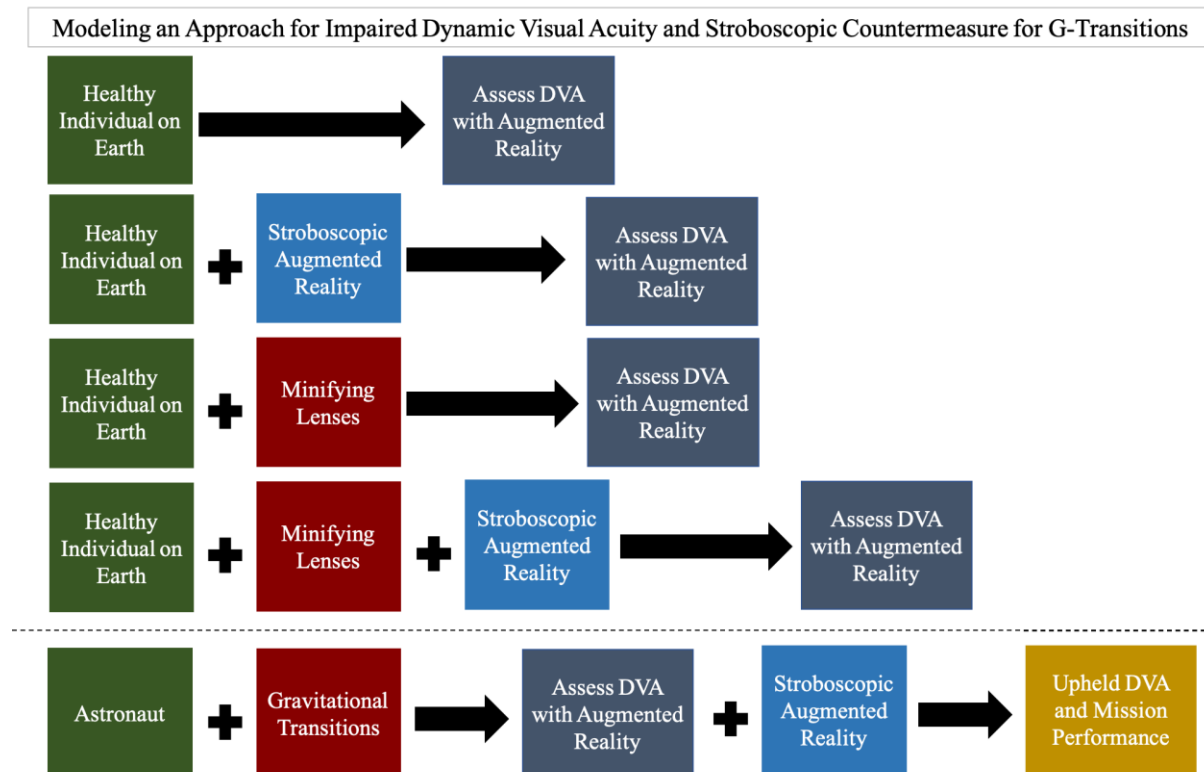 Modeling an Approach for Impaired Dynamic Visual Acuity and Stroboscopic Countermeasure for G-Transitions
Healthy
Individual on
Earth
Assess DVA
with Augmented
Reality
Healthy
Individual on
Earth
Stroboscopic
Augmented
Reality
Assess DVA
with Augmented
Reality
Healthy
Individual on
Earth
Minifying
Lenses
Assess DVA
with Augmented
Reality
Healthy
Individual on
Earth
Minifying
Lenses
Stroboscopic
Augmented
Reality
Assess DVA
with Augmented
Reality
Astronaut
Gravitational
Transitions
Assess DVA
with Augmented
Reality
Stroboscopic
Augmented
Reality
Upheld DVA
and Mission
Performance